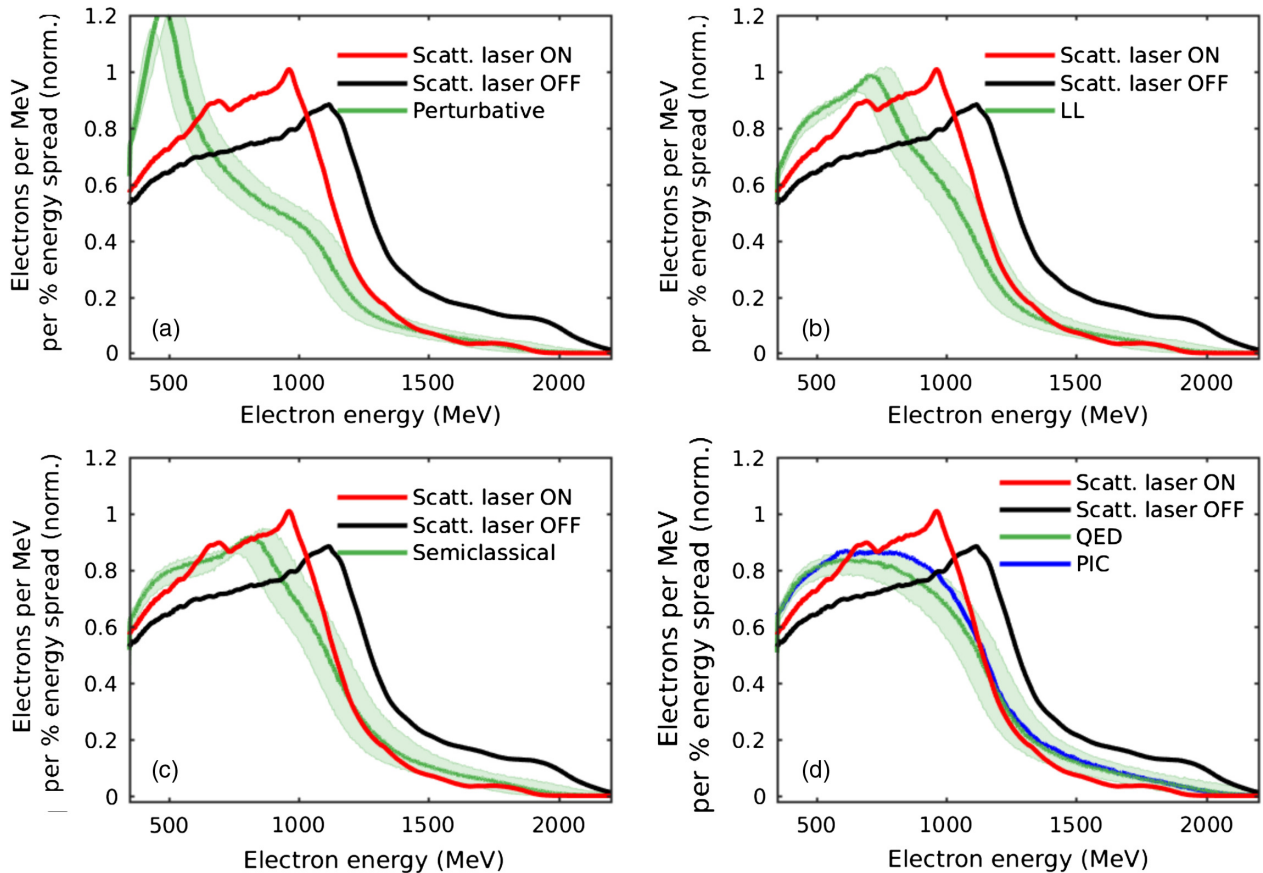 Electrons per MeV
per % energy spread (norm.)
1.2
1
0.8
0.6
0.4
0.2
0
Scatt. laser ON
Scatt. laser OFF
Perturbative
(a)
500
1000
1500
2000
Electron energy (MeV)
Electrons per MeV
per % energy spread (norm.)
1.2
1
0.8
0.6
0.4
0.2
0
Scatt. laser ON
Scatt. laser OFF
LL
(b)
500
1000
1500
2000
Electron energy (MeV)
Electrons per MeV
per % energy spread (norm.)
1.2
1
0.8
0.6
0.4
0.2
0
Scatt. laser ON
Scatt. laser OFF
Semiclassical
(c)
500
1000
1500
2000
Electron energy (MeV)
Electrons per MeV
per % energy spread (norm.)
1.2
1
0.8
0.6
0.4
0.2
0
Scatt. laser ON
Scatt. laser OFF
QED
PIC
(d)
500
1000
1500
2000
Electron energy (MeV)